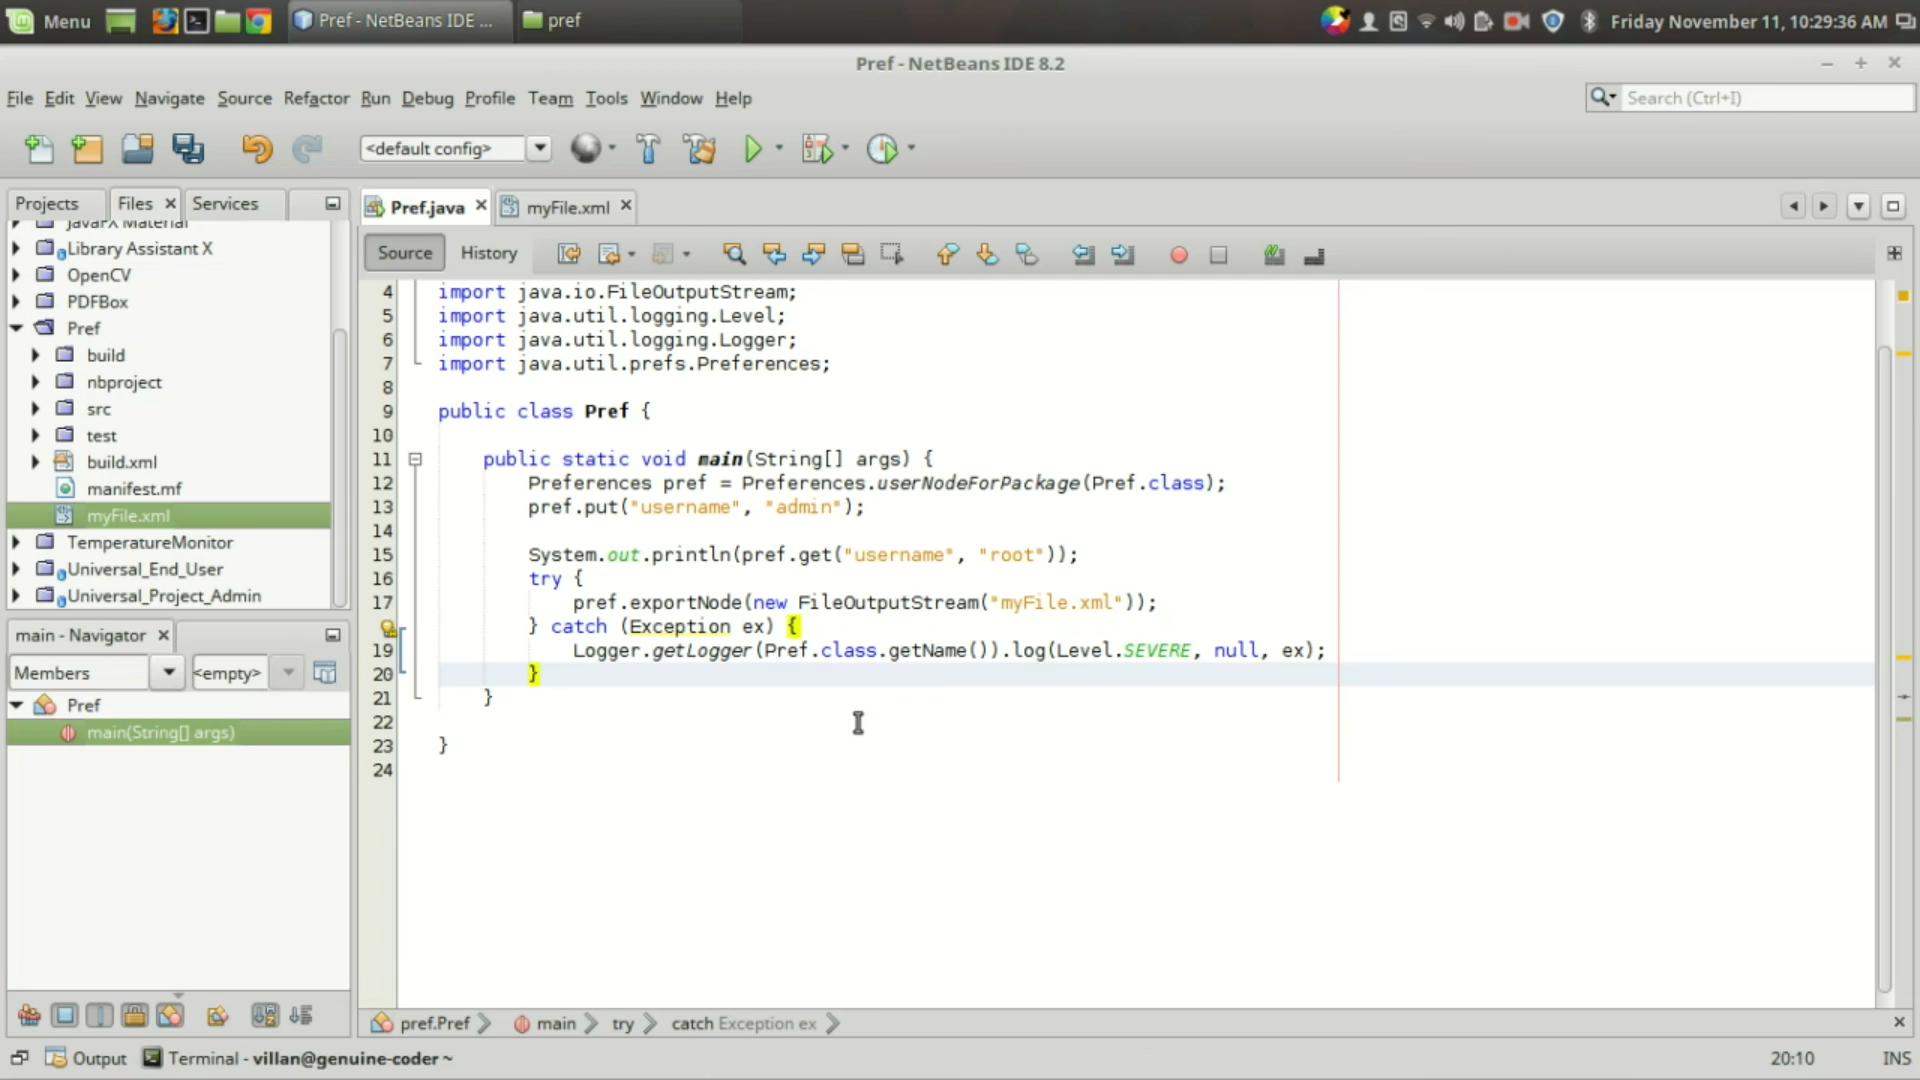 Menu
Pref - NetBeans IDE ...
pref
Friday November 11, 10:29:36 AM
Pref - NetBeans IDE 8.2
File Edit View Navigate Source Refactor Run Debug Profile Team Tools Window Help
Search (Ctrl+I)
<default config>
Projects Files Services
Pref.java myFile.xml
Source History
JavaFX Material
Library Assistant X
OpenCV
PDFBox
Pref
build
nbproject
src
test
build.xml
manifest.mf
myFile.xml
TemperatureMonitor
Universal_End_User
Universal_Project_Admin
main - Navigator
Members <empty>
Pref
main(String[] args)
4 import java.io.FileOutputStream;
5 import java.util.logging.Level;
6 import java.util.logging.Logger;
7 import java.util.prefs.Preferences;
8
9 public class Pref {
10
11 public static void main(String[] args) {
12 Preferences pref = Preferences.userNodeForPackage(Pref.class);
13 pref.put("username", "admin");
14
15 System.out.println(pref.get("username", "root"));
16 try {
17 pref.exportNode(new FileOutputStream("myFile.xml"));
} catch (Exception ex) {
19 Logger.getLogger(Pref.class.getName()).log(Level.SEVERE, null, ex);
20 }
21 }
22
23 }
24
pref.Pref main try catch Exception ex
Output Terminal - villan@genuine-coder ~
20:10 INS